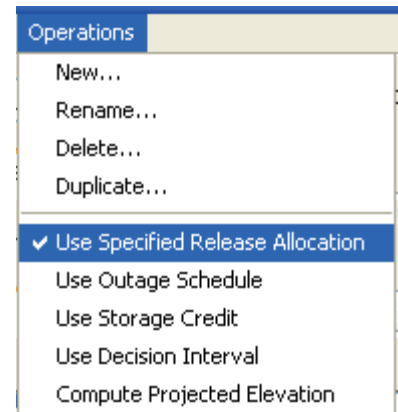 Operations
New...
Rename...
Delete...
Duplicate...
Use Specified Release Allocation
Use Outage Schedule
Use Storage Credit
Use Decision Interval
Compute Projected Elevation